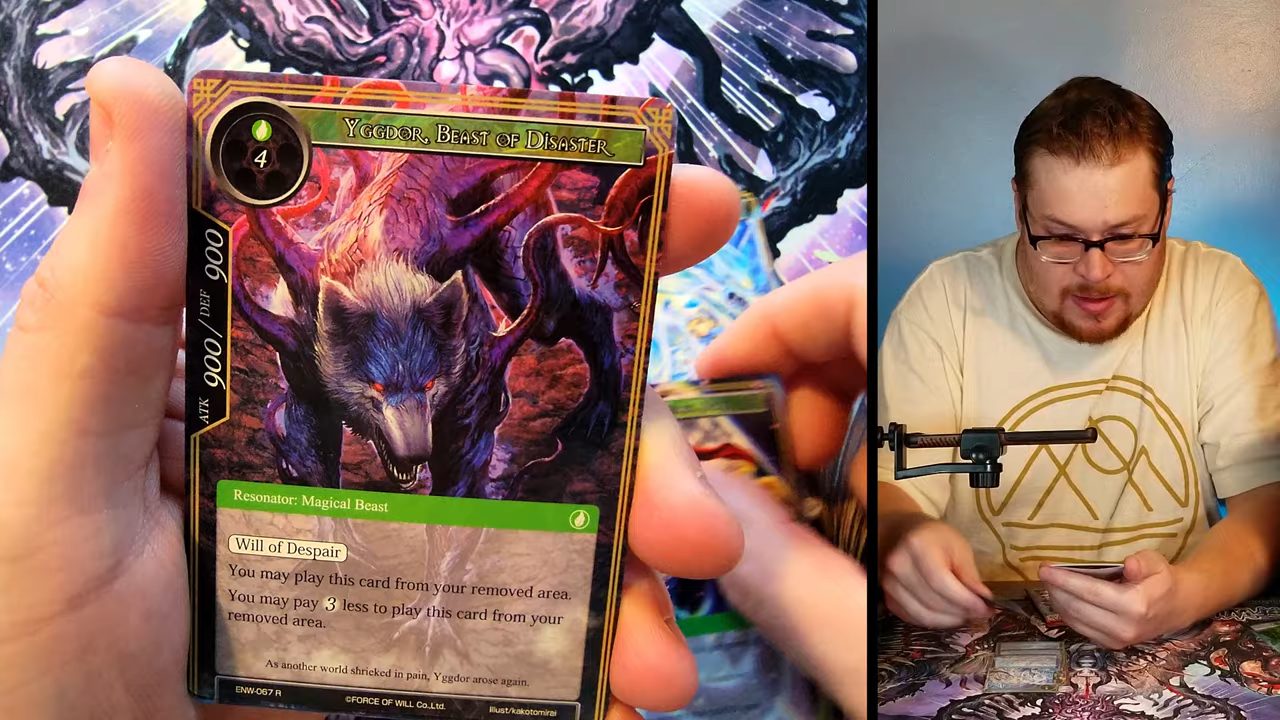 Yggdor, Beast of Disaster
4
ATK 900 / DEF 900
Resonator: Magical Beast
Will of Despair
You may play this card from your removed area.
You may pay 3 less to play this card from your
removed area.
As another world shrieked in pain, Yggdor arose again.
ENW-067 R
©FORCE OF WILL Co.,Ltd.
Illust/kakotomirai